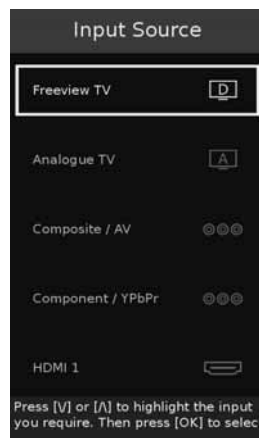 Input Source
Freeview TV D
Analogue TV A
Composite / AV
Component / YPbPr
HDMI 1
Press [\/] or [/\] to highlight the input
you require. Then press [OK] to selec